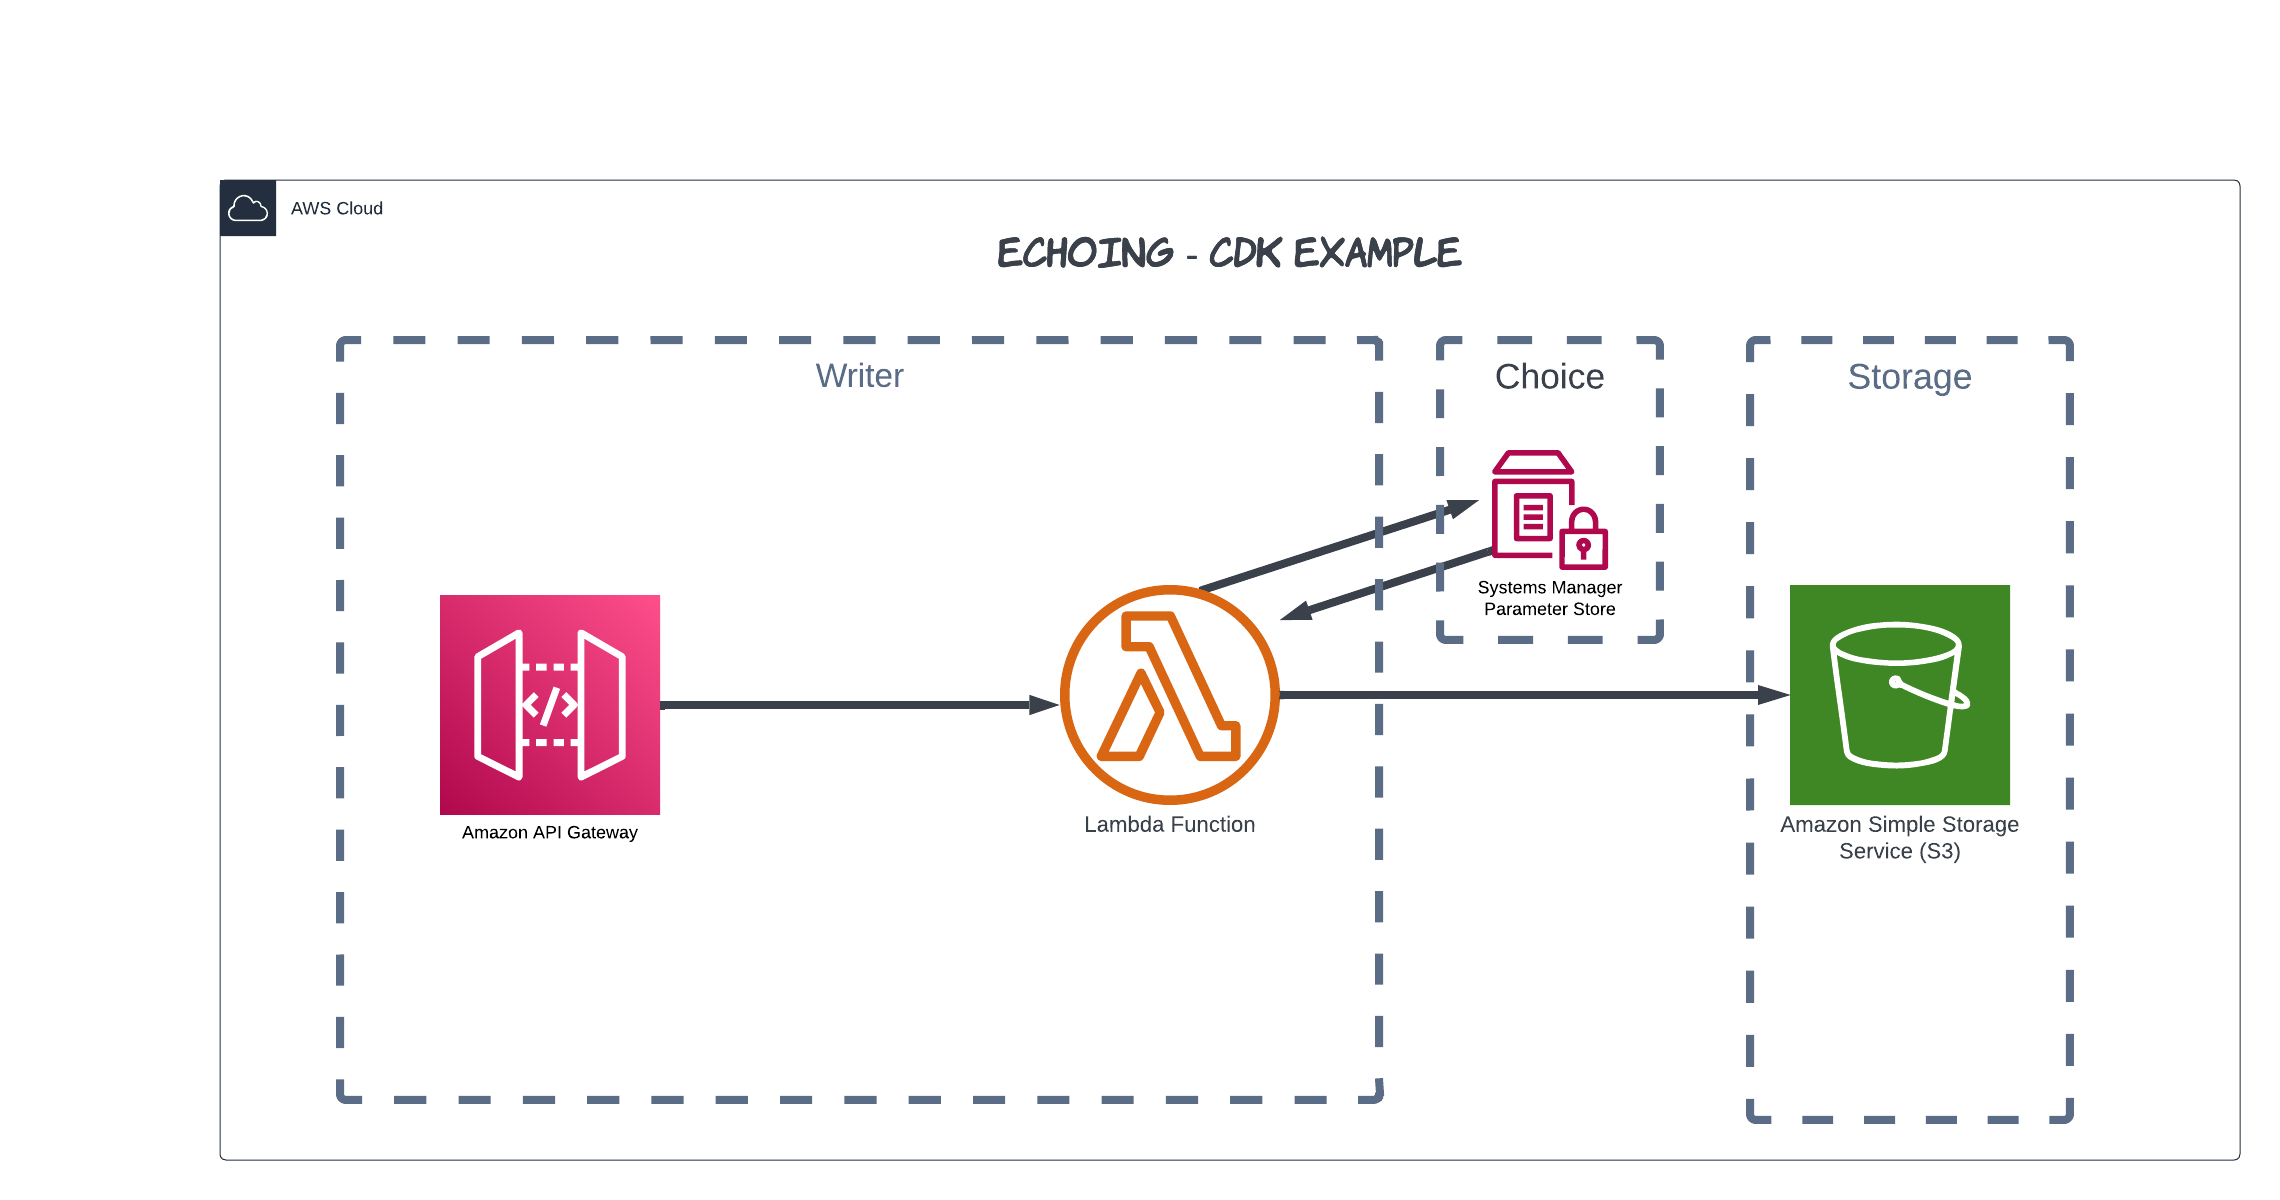 AWS Cloud
ECHOING - CDK EXAMPLE
Writer
Choice
Storage
Systems Manager
Parameter Store
Amazon API Gateway
Lambda Function
Amazon Simple Storage
Service (S3)